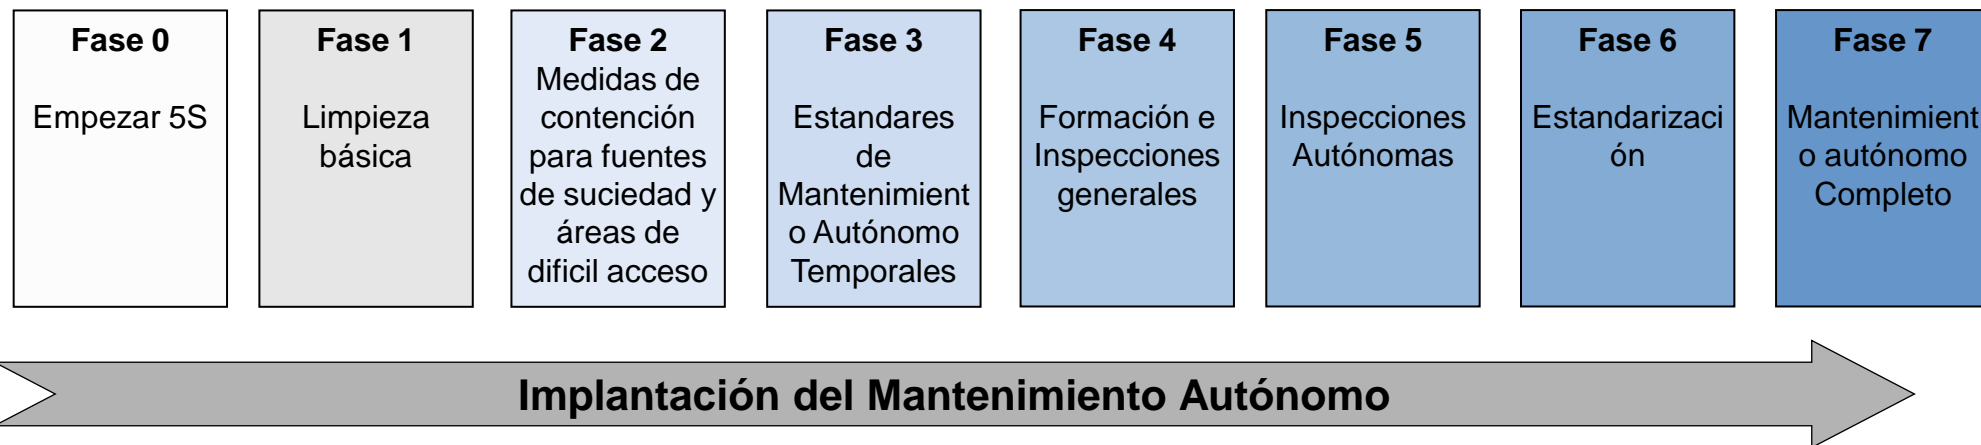 Fase 0
Empezar 5S
Fase 1
Limpieza
básica
Fase 2
Medidas de
contención
para fuentes
de suciedad y
áreas de
dificil acceso
Fase 3
Estandares
de
Mantenimient
o Autónomo
Temporales
Fase 4
Formación e
Inspecciones
generales
Fase 5
Inspecciones
Autónomas
Fase 6
Estandarizaci
ón
Fase 7
Mantenimient
o autónomo
Completo
Implantación del Mantenimiento Autónomo